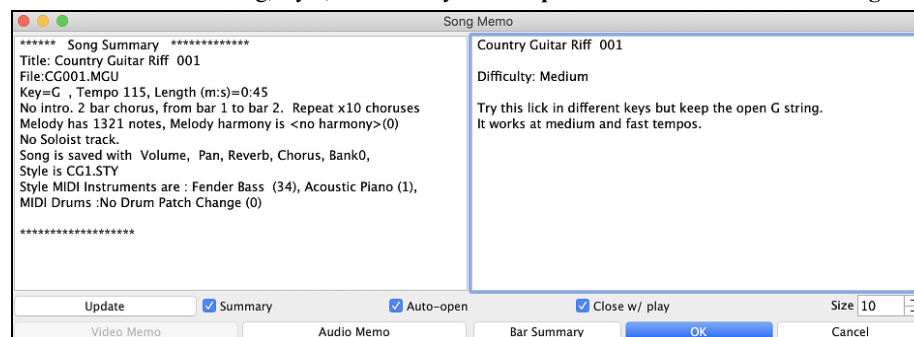 Song Memo
****** Song Summary *************
Title: Country Guitar Riff 001
File:CG001.MGU
Key=G , Tempo 115, Length (m:s)=0:45
No intro. 2 bar chorus, from bar 1 to bar 2. Repeat x10 choruses
Melody has 1321 notes, Melody harmony is <no harmony>(0)
No Soloist track.
Song is saved with Volume, Pan, Reverb, Chorus, Bank0,
Style is CG1.STY
Style MIDI Instruments are : Fender Bass (34), Acoustic Piano (1),
MIDI Drums :No Drum Patch Change (0)
*******************
Country Guitar Riff 001
Difficulty: Medium
Try this lick in different keys but keep the open G string.
It works at medium and fast tempos.
Update Summary Auto-open Close w/ play Size 10
Video Memo Audio Memo Bar Summary OK Cancel